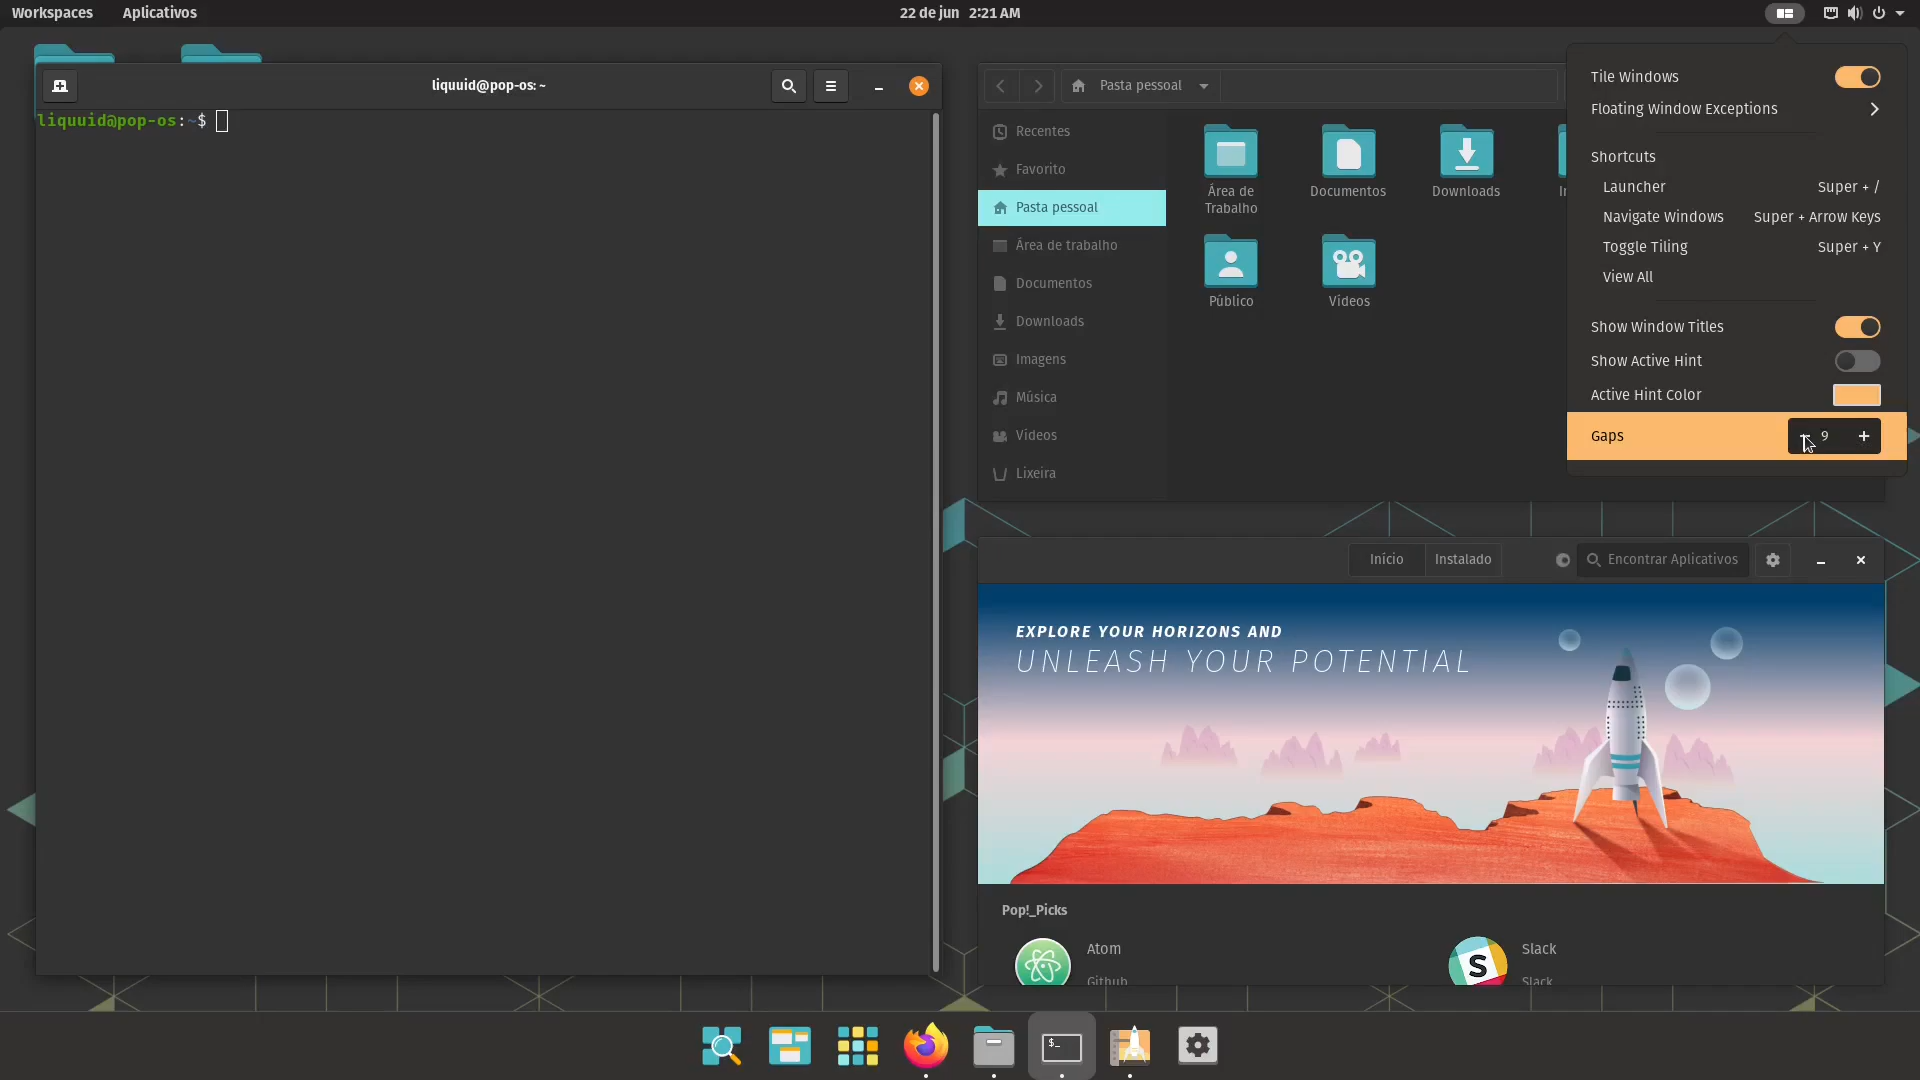 Workspaces
Aplicativos
22 de jun 2:21 AM
liquuid@pop-os: ~
liquuid@pop-os:~$
Pasta pessoal
Recentes
Favorito
Pasta pessoal
Área de trabalho
Documentos
Downloads
Imagens
Música
Vídeos
Lixeira
Área de
Trabalho
Documentos
Downloads
Público
Vídeos
Tile Windows
Floating Window Exceptions
Shortcuts
Launcher Super + /
Navigate Windows Super + Arrow Keys
Toggle Tiling Super + Y
View All
Show Window Titles
Show Active Hint
Active Hint Color
Gaps 9 +
Início
Instalado
Encontrar Aplicativos
EXPLORE YOUR HORIZONS AND
UNLEASH YOUR POTENTIAL
Pop!_Picks
Atom
Github
Slack
Slack
S
$_